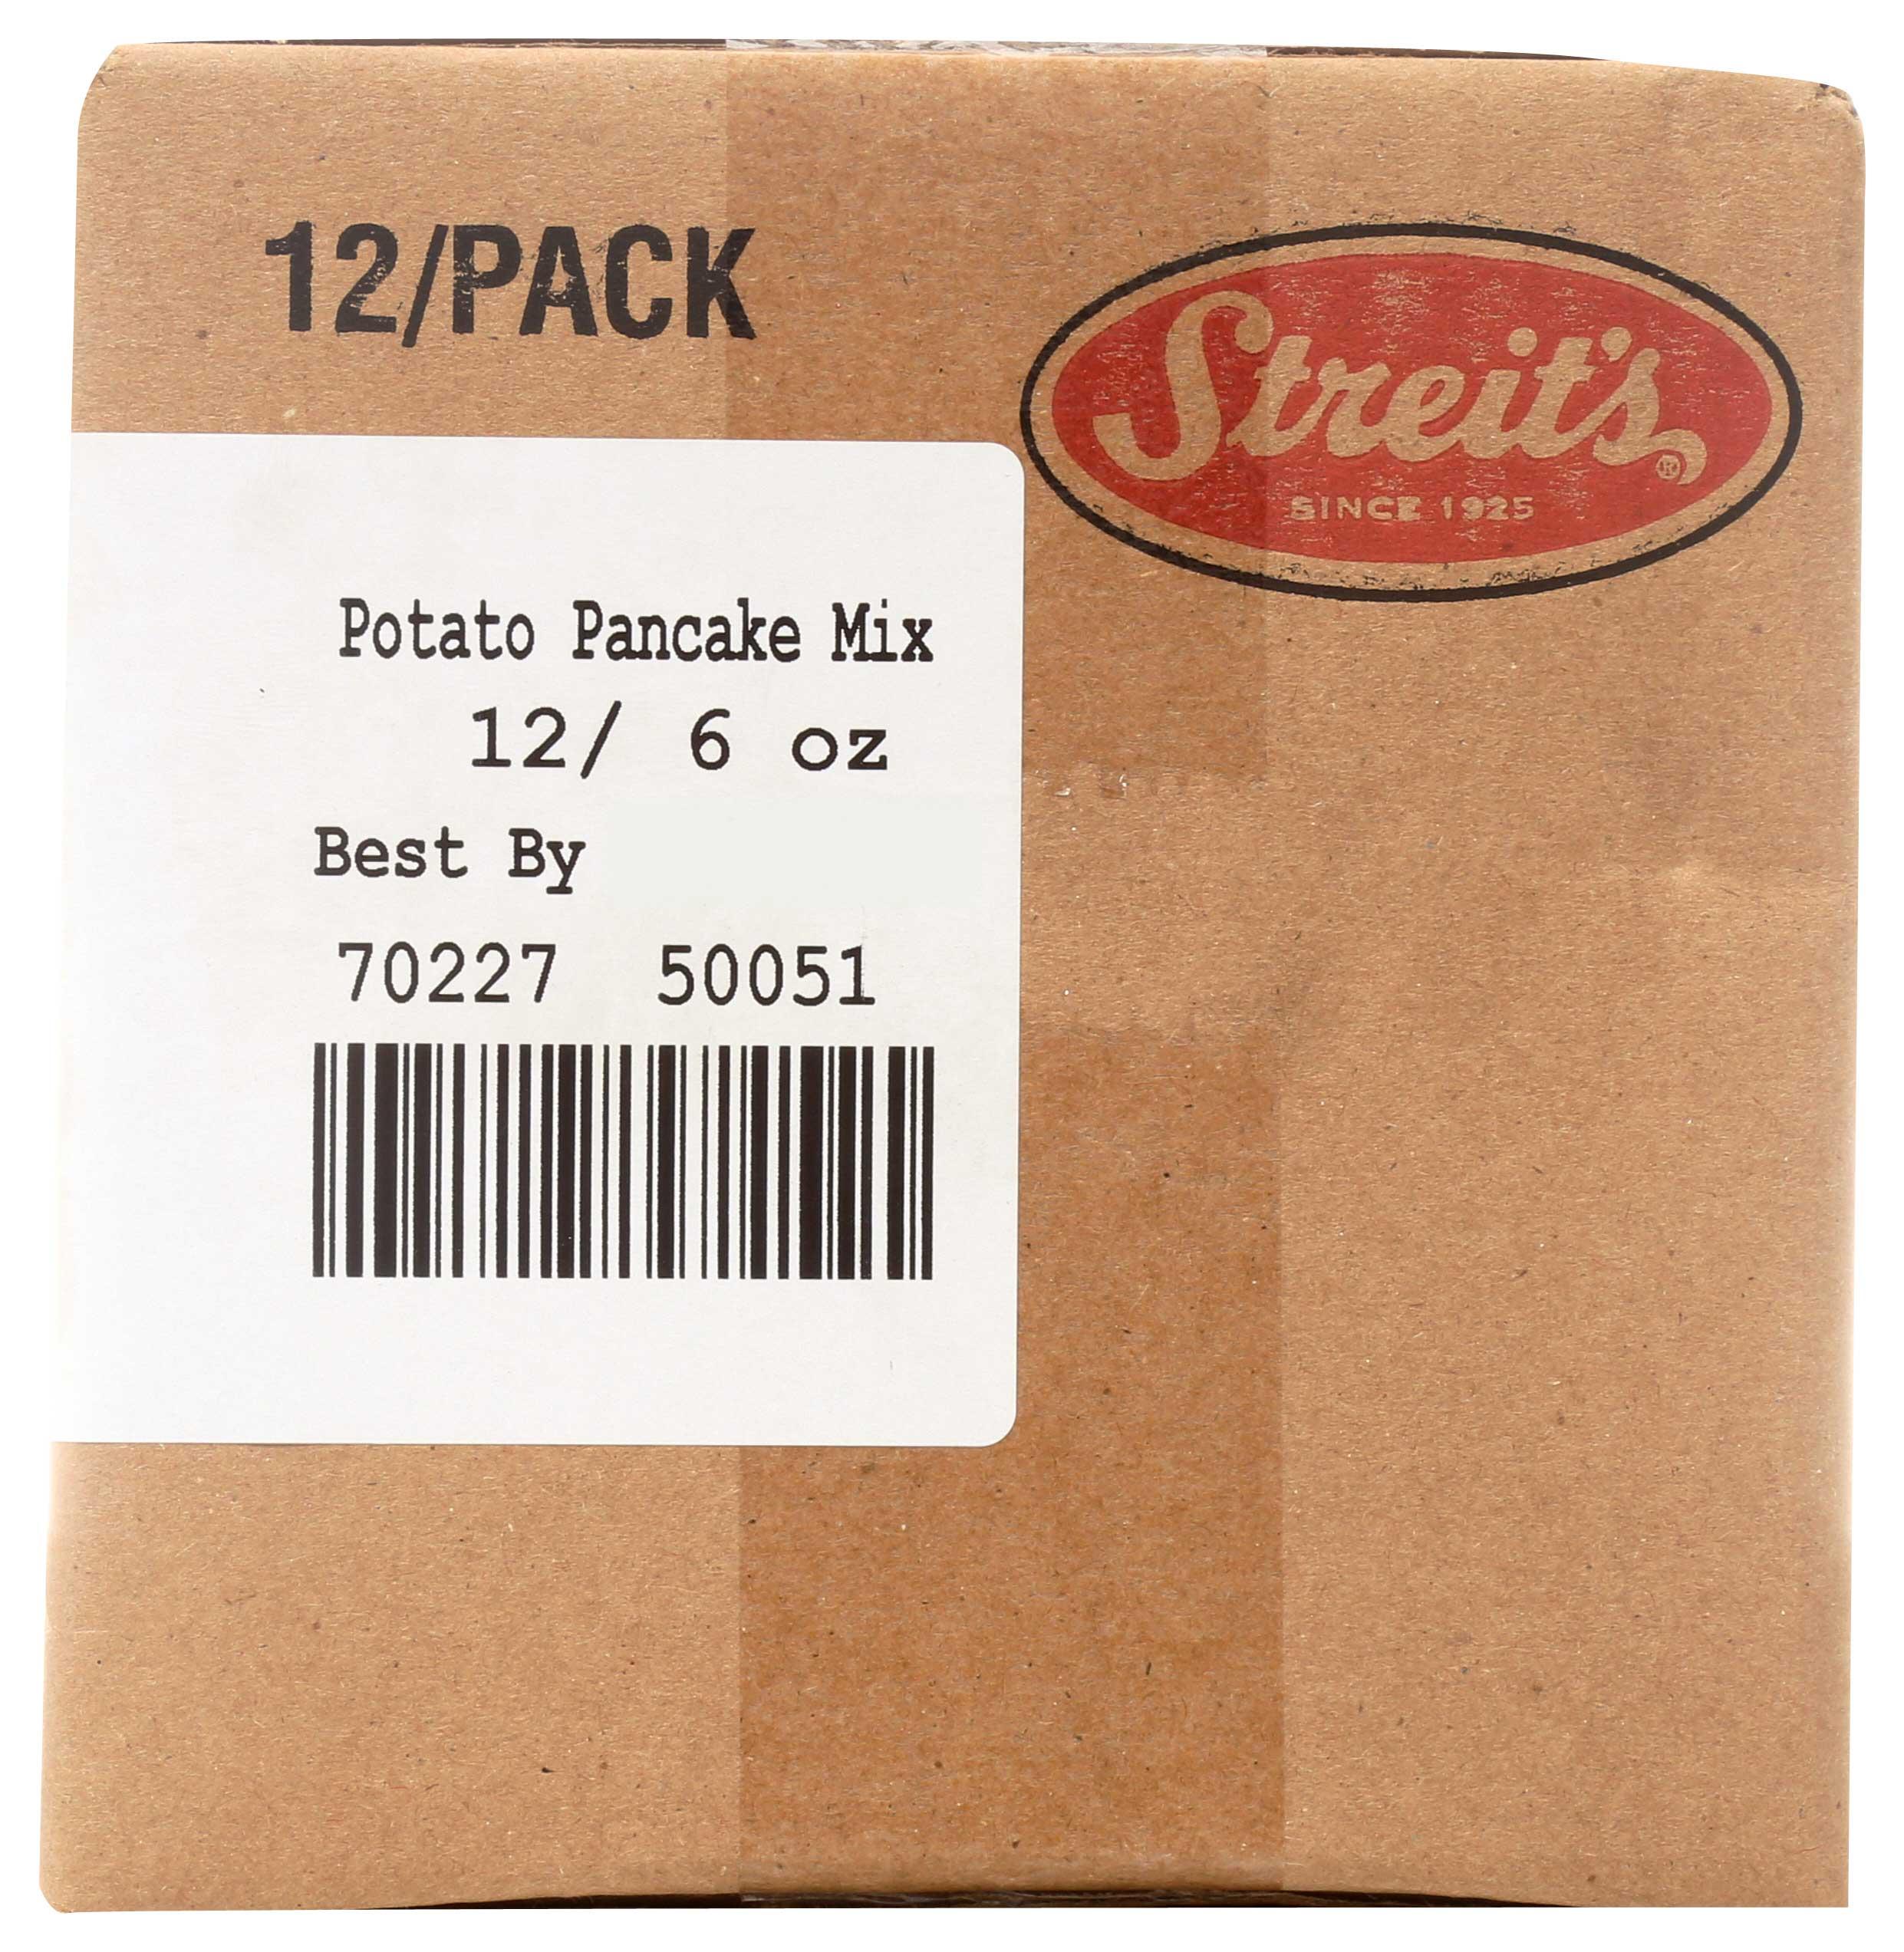 12/PACK
Streit's®
SINCE 1925
Potato Pancake Mix
12/ 6 oz
Best By
70227 50051